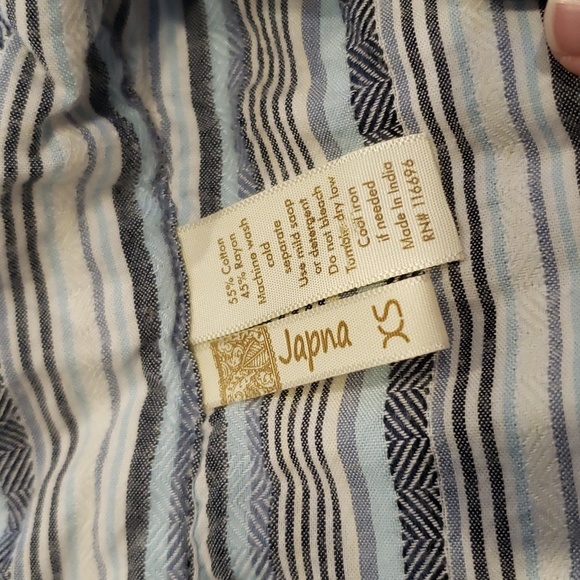 55% Cotton
45% Rayon
Machine wash
cold
separate
Use mild soap
or detergent
Do not bleach
Tumble dry low
Cool iron
if needed
Made In India
RN# 116696
Japna
XS